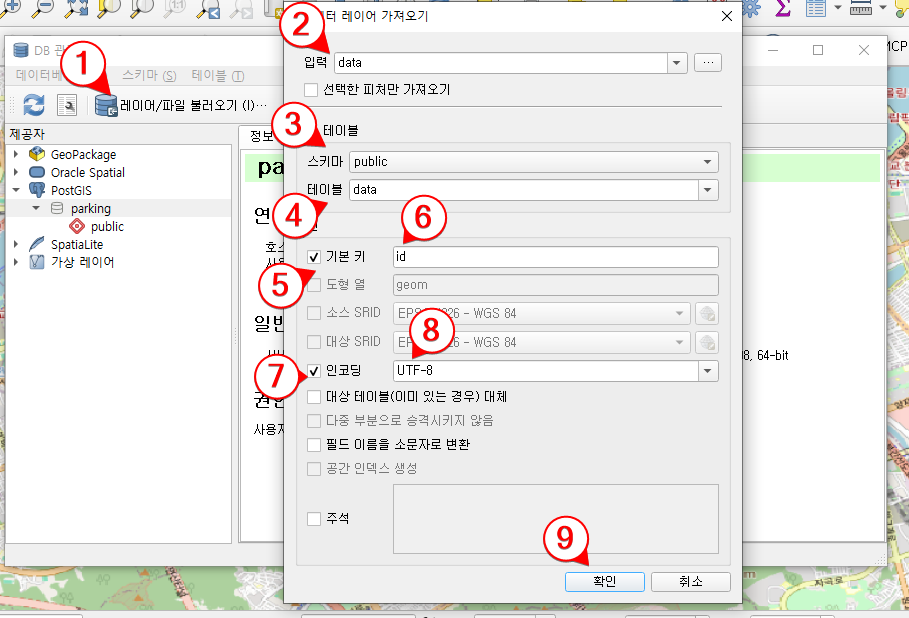 DB 관
데이터베
스키마 (S)
테이블 (T)
레이어/파일 불러오기 (I)…
제공자
GeoPackage
Oracle Spatial
PostGIS
parking
public
SpatiaLite
가상 레이어
정보
pa
연
호스
일반
권한
사용자
8, 64-bit
MCP
터 레이어 가져오기
입력
data
…
선택한 피처만 가져오기
테이블
스키마
public
테이블
data
기본 키
id
도형 열
geom
소스 SRID
EPS 326 - WGS 84
대상 SRID
EP 326 - WGS 84
인코딩
UTF-8
대상 테이블(이미 있는 경우) 대체
다중 부분으로 승격시키지 않음
필드 이름을 소문자로 변환
공간 인덱스 생성
주석
확인
취소
1
2
3
4
5
6
7
8
9